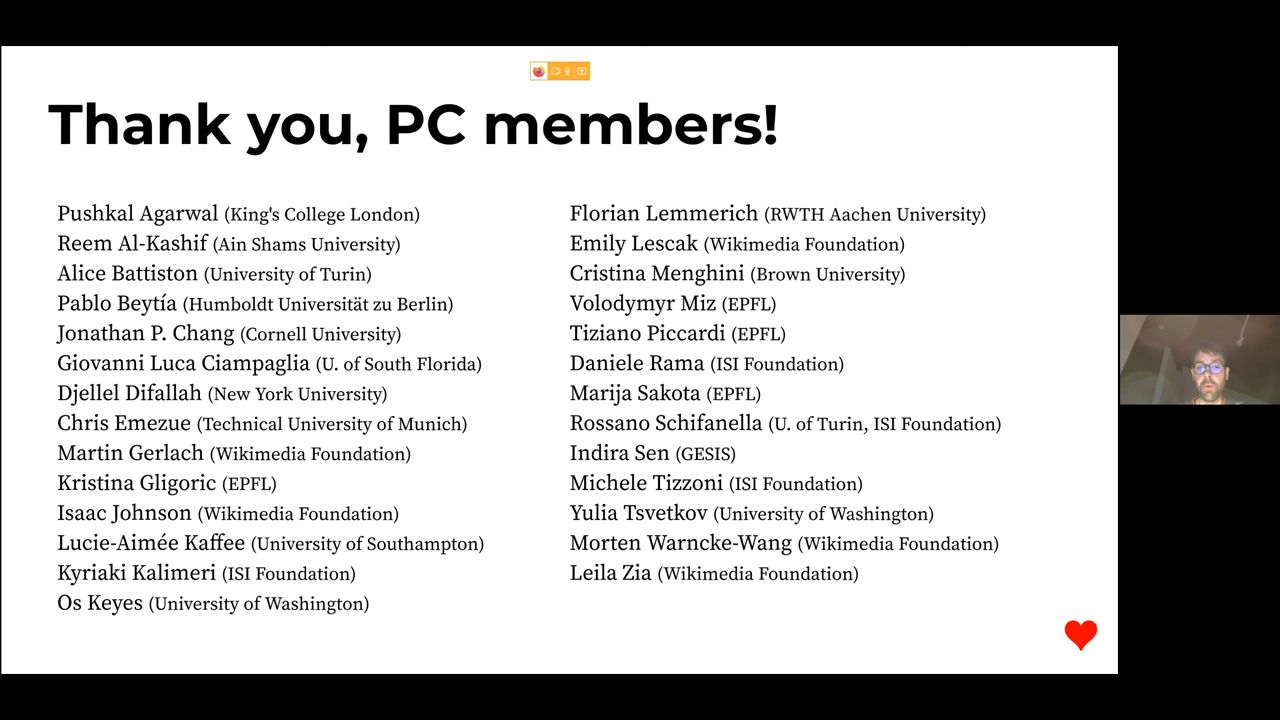 Thank you, PC members!
Pushkal Agarwal (King's College London)
Reem Al-Kashif (Ain Shams University)
Alice Battiston (University of Turin)
Pablo Beytía (Humboldt Universität zu Berlin)
Jonathan P. Chang (Cornell University)
Giovanni Luca Ciampaglia (U. of South Florida)
Djellel Difallah (New York University)
Chris Emezue (Technical University of Munich)
Martin Gerlach (Wikimedia Foundation)
Kristina Gligoric (EPFL)
Isaac Johnson (Wikimedia Foundation)
Lucie-Aimée Kaffee (University of Southampton)
Kyriaki Kalimeri (ISI Foundation)
Os Keyes (University of Washington)
Florian Lemmerich (RWTH Aachen University)
Emily Lescak (Wikimedia Foundation)
Cristina Menghini (Brown University)
Volodymyr Miz (EPFL)
Tiziano Piccardi (EPFL)
Daniele Rama (ISI Foundation)
Marija Sakota (EPFL)
Rossano Schifanella (U. of Turin, ISI Foundation)
Indira Sen (GESIS)
Michele Tizzoni (ISI Foundation)
Yulia Tsvetkov (University of Washington)
Morten Warncke-Wang (Wikimedia Foundation)
Leila Zia (Wikimedia Foundation)